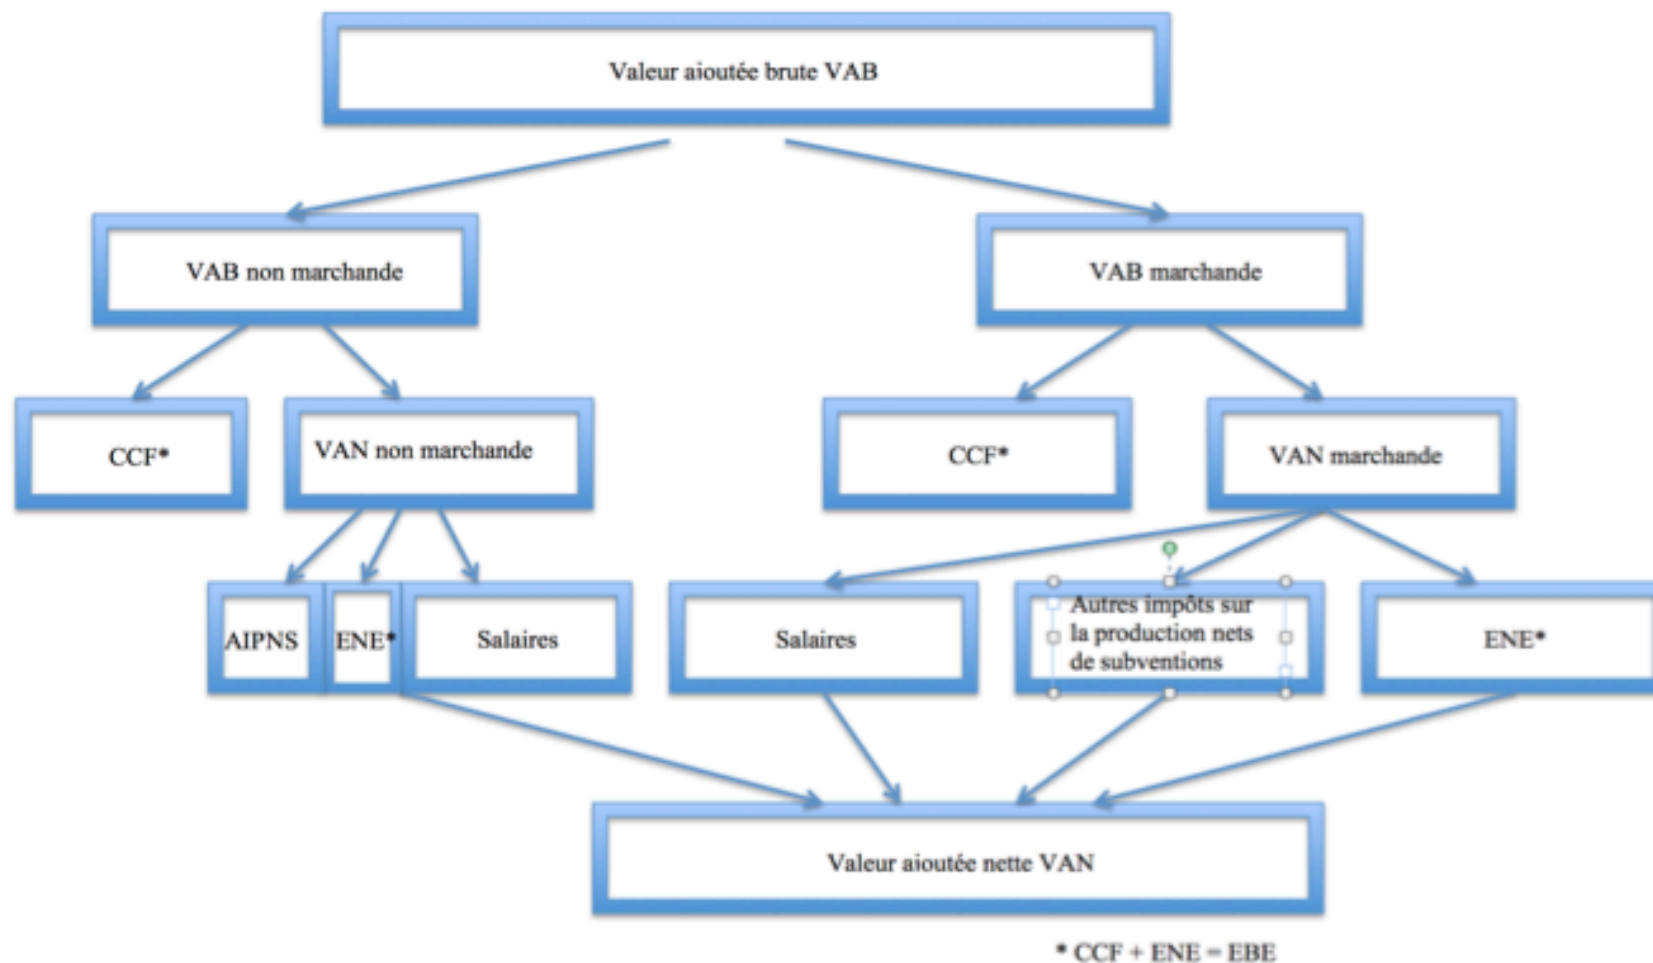 Valeur aioutée brute VAB
VAB non marchande
VAB marchande
CCF*
VAN non marchande
CCF*
VAN marchande
AIPNS
ENE*
Salaires
Salaires
Autres impôts sur
la production nets
de subventions
ENE*
Valeur aioutée nette VAN
* CCF + ENE = EBE